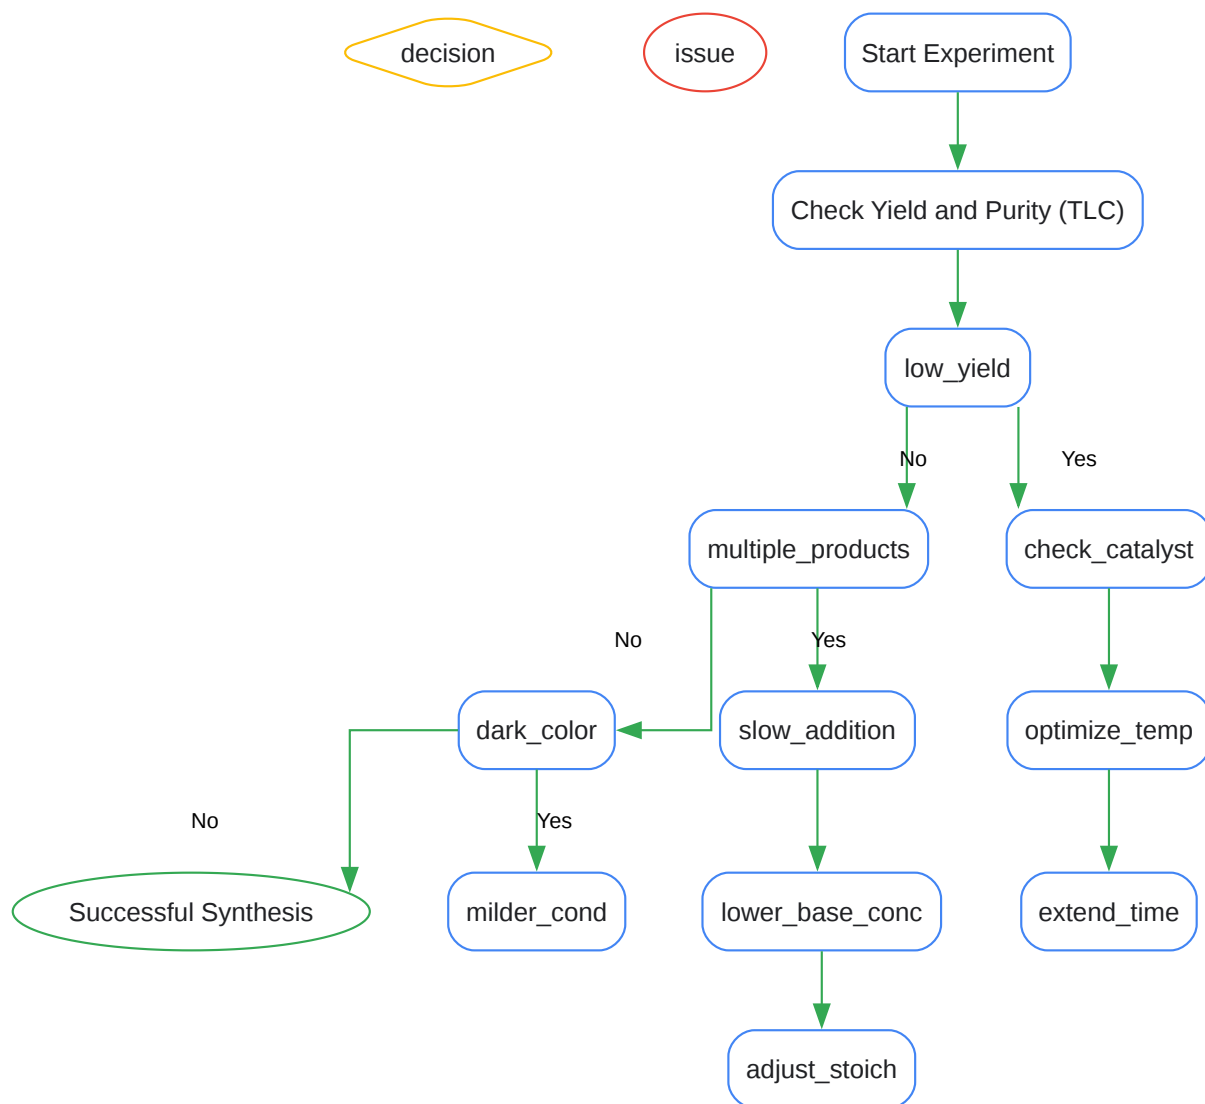 decision
issue
Start Experiment
Check Yield and Purity (TLC)
low_yield
No
Yes
multiple_products
check_catalyst
No
Yes
dark_color
slow_addition
optimize_temp
No
Yes
Successful Synthesis
milder_cond
lower_base_conc
extend_time
adjust_stoich